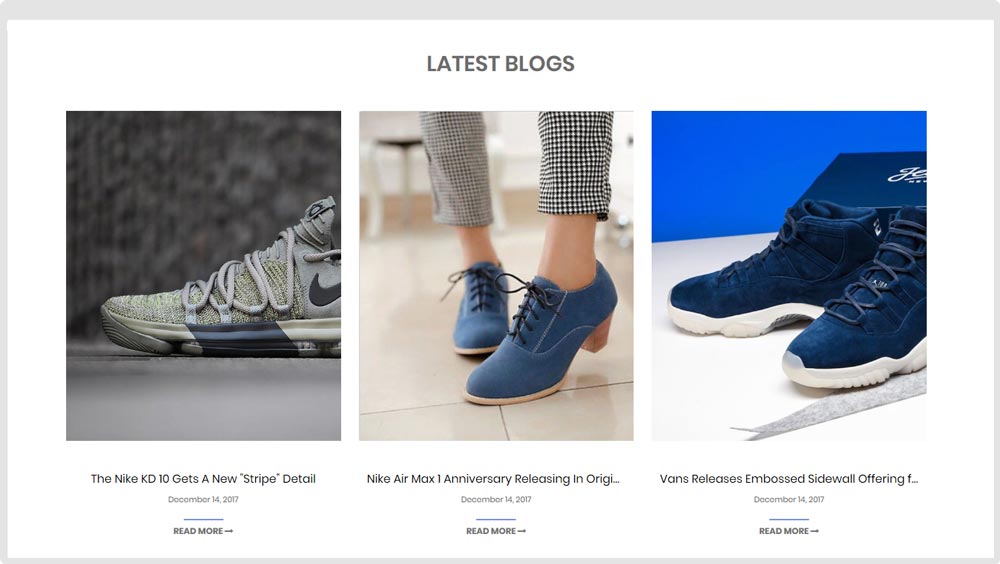 LATEST BLOGS
The Nike KD 10 Gets A New "Stripe" Detail
December 14, 2017
READ MORE
Nike Air Max 1 Anniversary Releasing In Origi...
December 14, 2017
READ MORE
Vans Releases Embossed Sidewall Offering f...
December 14, 2017
READ MORE